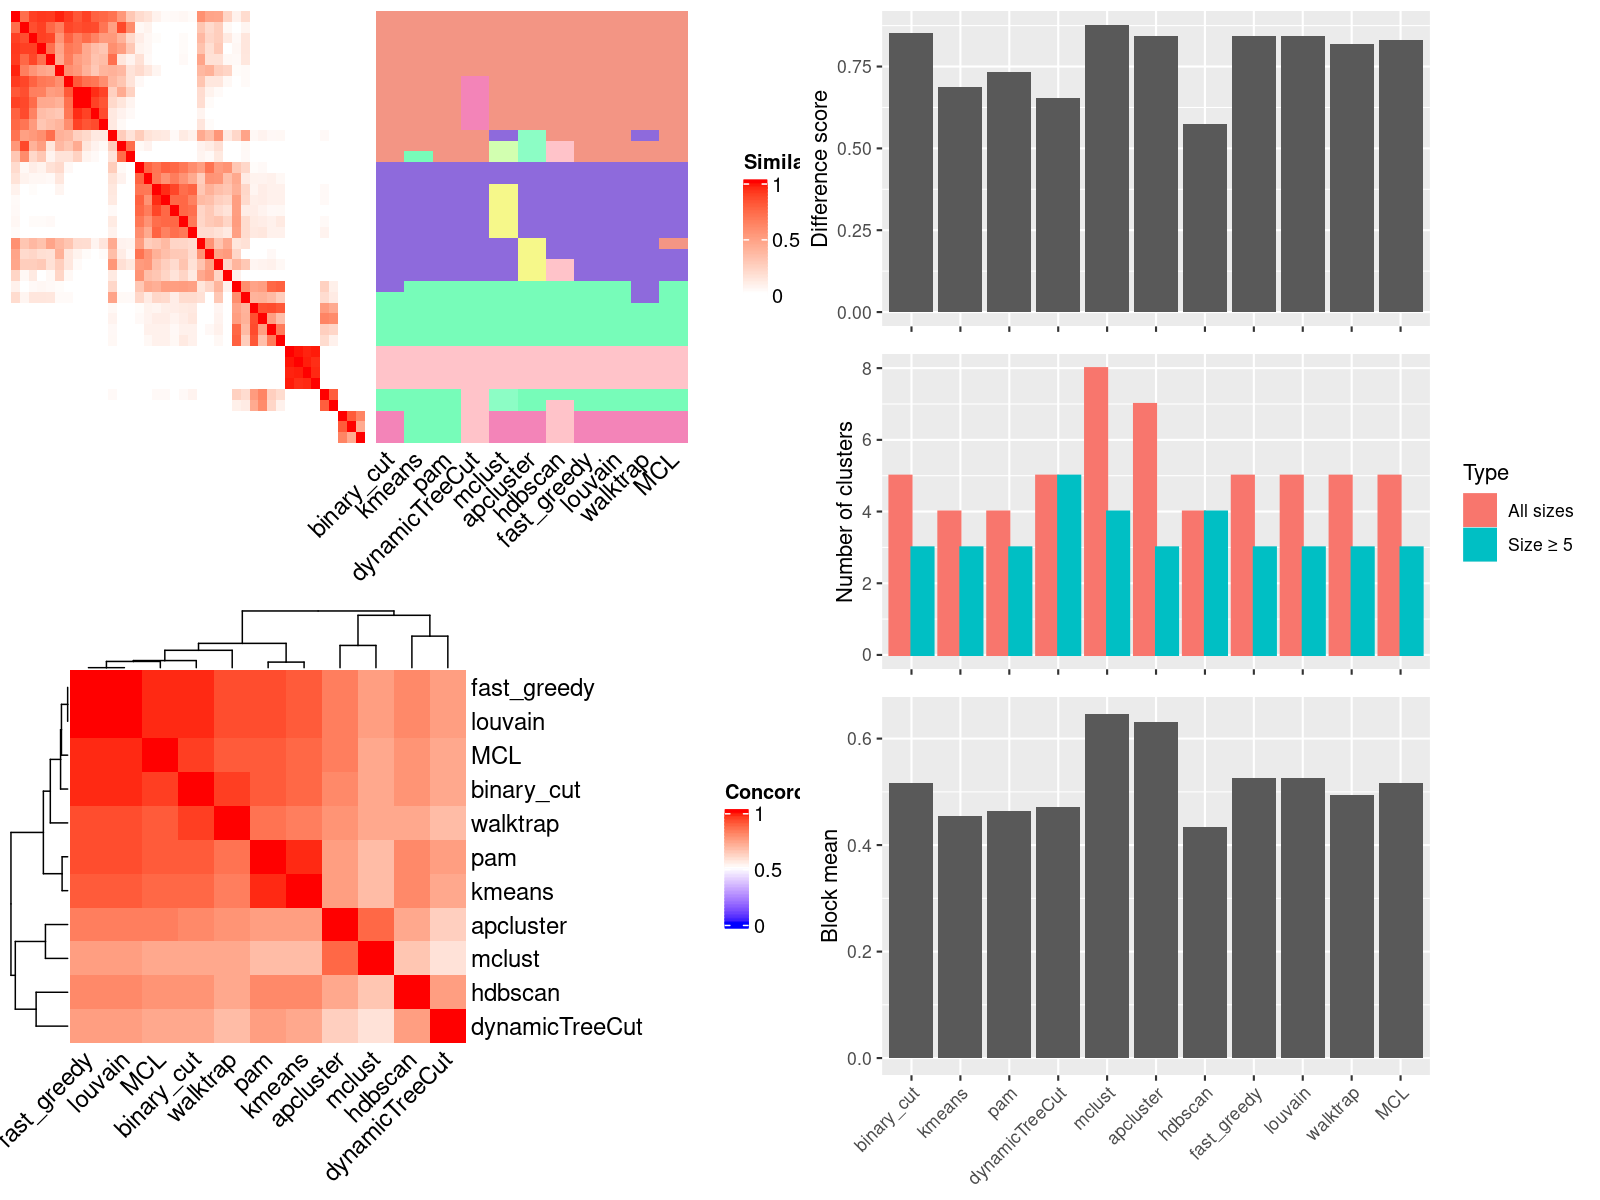 Simila
1
0.5
0
binary_cut
kmeans
pam
dynamicTreeCut
mclust
apcluster
hdbscan
fast_greedy
louvain
walktrap
MCL
fast_greedy
louvain
MCL
binary_cut
walktrap
pam
kmeans
apcluster
mclust
hdbscan
dynamicTreeCut
fast_greedy
louvain
MCL
binary_cut
walktrap
pam
kmeans
apcluster
mclust
hdbscan
dynamicTreeCut
Concord
1
0.5
0
Difference score
0.75
0.50
0.25
0.00
Number of clusters
8
6
4
2
0
Type
All sizes
Size ≥ 5
Block mean
0.6
0.4
0.2
0.0
binary_cut
kmeans
pam
dynamicTreeCut
mclust
apcluster
hdbscan
fast_greedy
louvain
walktrap
MCL